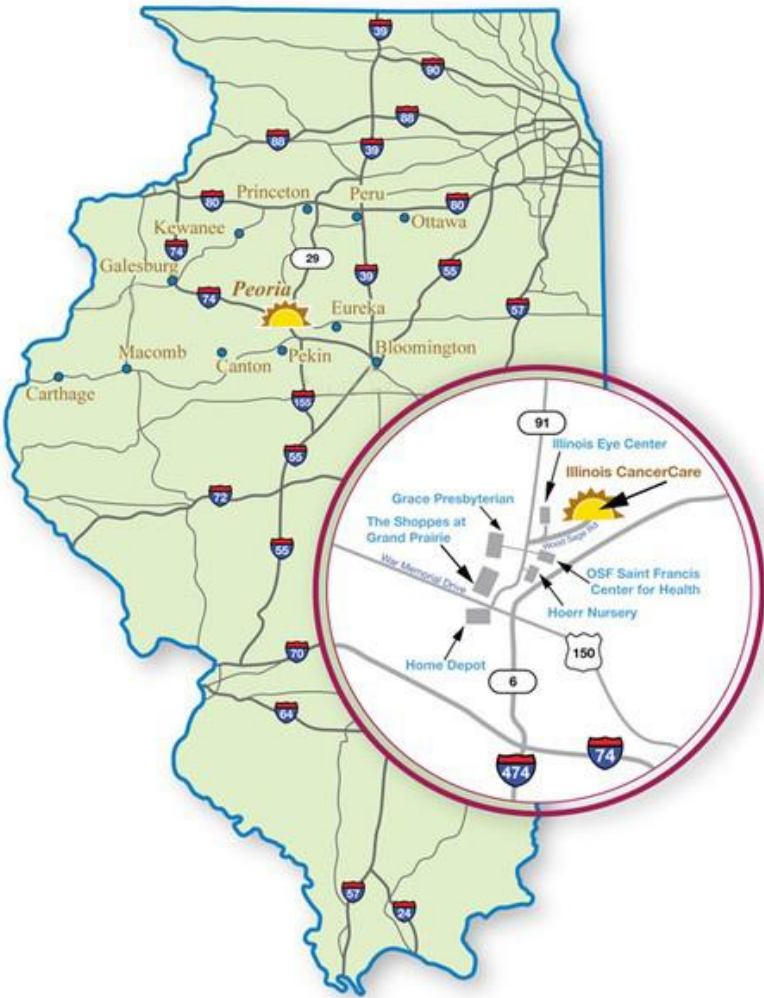 39
90
88
88
39
Princeton
Peru
80
80
Kewanee
Ottawa
74
29
Galesburg
55
39
Peoria
74
57
Eureka
Macomb
Canton
Pekin
Bloomington
Carthage
155
55
72
55
70
64
57
24
91
Illinois Eye Center
Illinois CancerCare
Grace Presbyterian
The Shoppes at
Grand Prairie
Wood Sage Rd
War Memorial Drive
OSF Saint Francis
Center for Health
Hoerr Nursery
Home Depot
150
6
474
74